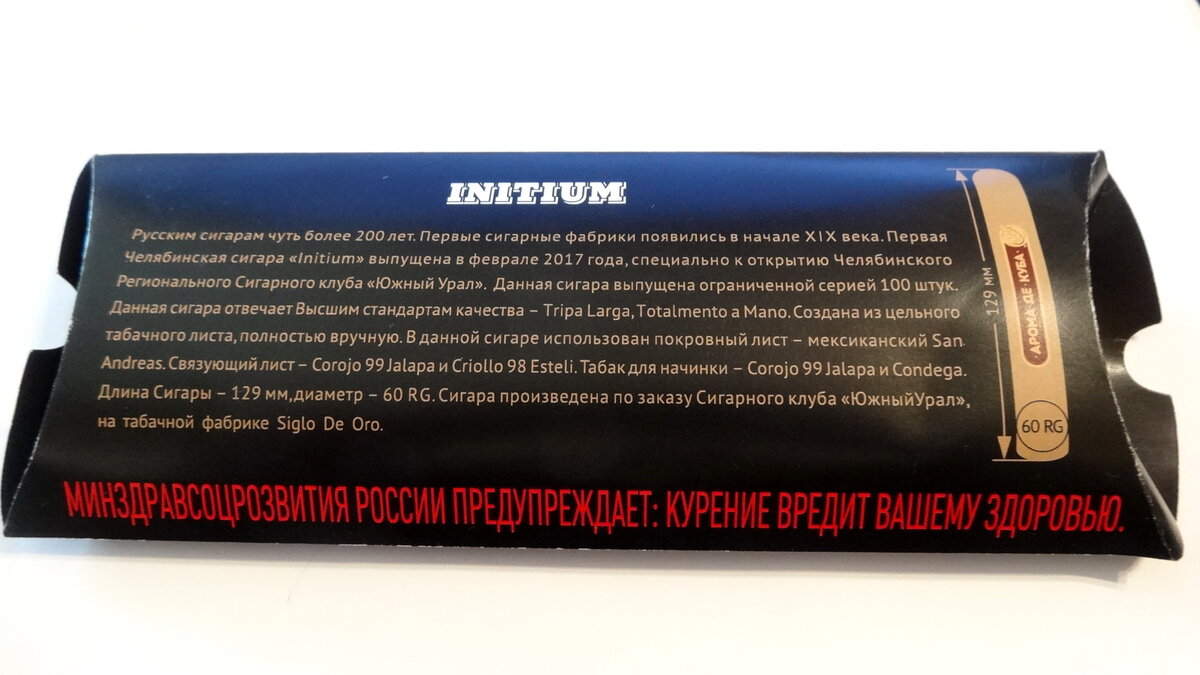 INITIUM
Русским сигарам чуть более 200 лет. Первые сигарные фабрики появились в начале XIX века. Первая
Челябинская сигара «Initium» выпущена в феврале 2017 года, специально к открытию Челябинского
Регионального Сигарного клуба «Южный Урал». Данная сигара выпущена ограниченной серией 100 штук.
Данная сигара отвечает Высшим стандартам качества – Tripa Larga, Totalmento a Mano. Создана из цельного
табачного листа, полностью вручную. В данной сигаре использован покровный лист – мексиканский San
Andreas. Связующий лист – Corojo 99 Jalapa и Criollo 98 Esteli. Табак для начинки – Corojo 99 Jalapa и Condega.
Длина Сигары – 129 мм, диаметр – 60 RG. Сигара произведена по заказу Сигарного клуба «ЮжныйУрал»,
на табачной фабрике Siglo De Oro.
129 мм
АРОМА ДЕ КУБА
60 RG
МИНЗДРАВСОЦРОЗВИТИЯ РОССИИ ПРЕДУПРЕЖДАЕТ: КУРЕНИЕ ВРЕДИТ ВАШЕМУ ЗДОРОВЬЮ.